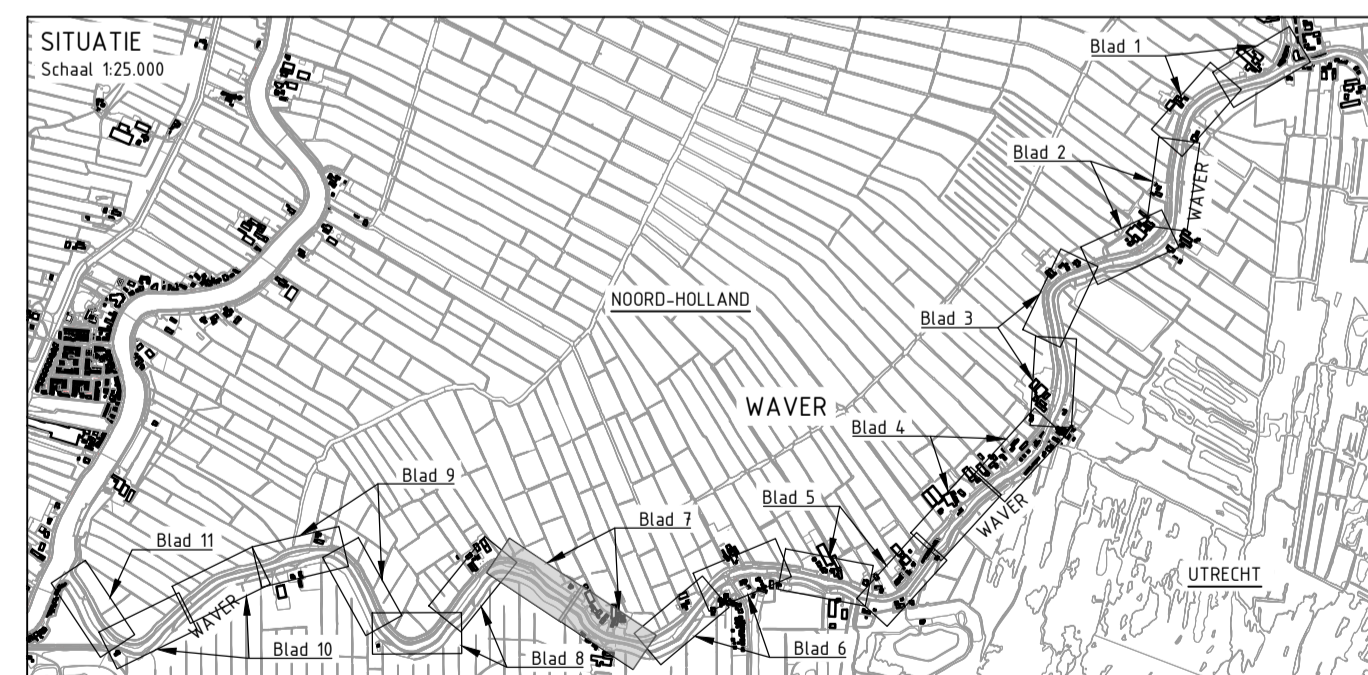 SITUATIE
Schaal 1:25.000
Blad 1
Blad 2
WAVER
NOORD-HOLLAND
Blad 3
WAVER
Blad 4
Blad 9
Blad 5
Blad 7
WAVER
Blad 11
UTRECHT
WAVER
Blad 10
Blad 8
Blad 6